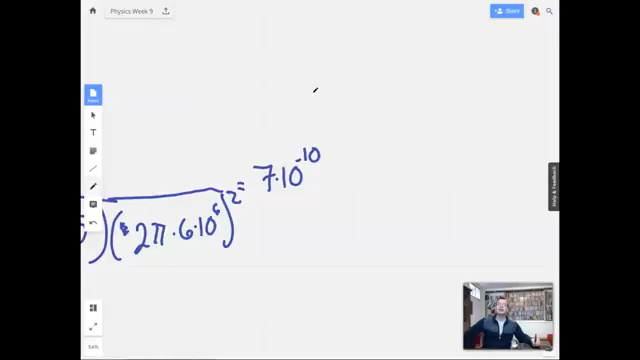 Physics Week 9
Share
= 7·10⁻¹⁰
)( 2π·6·10⁶ )²
54%
Help & Feedback